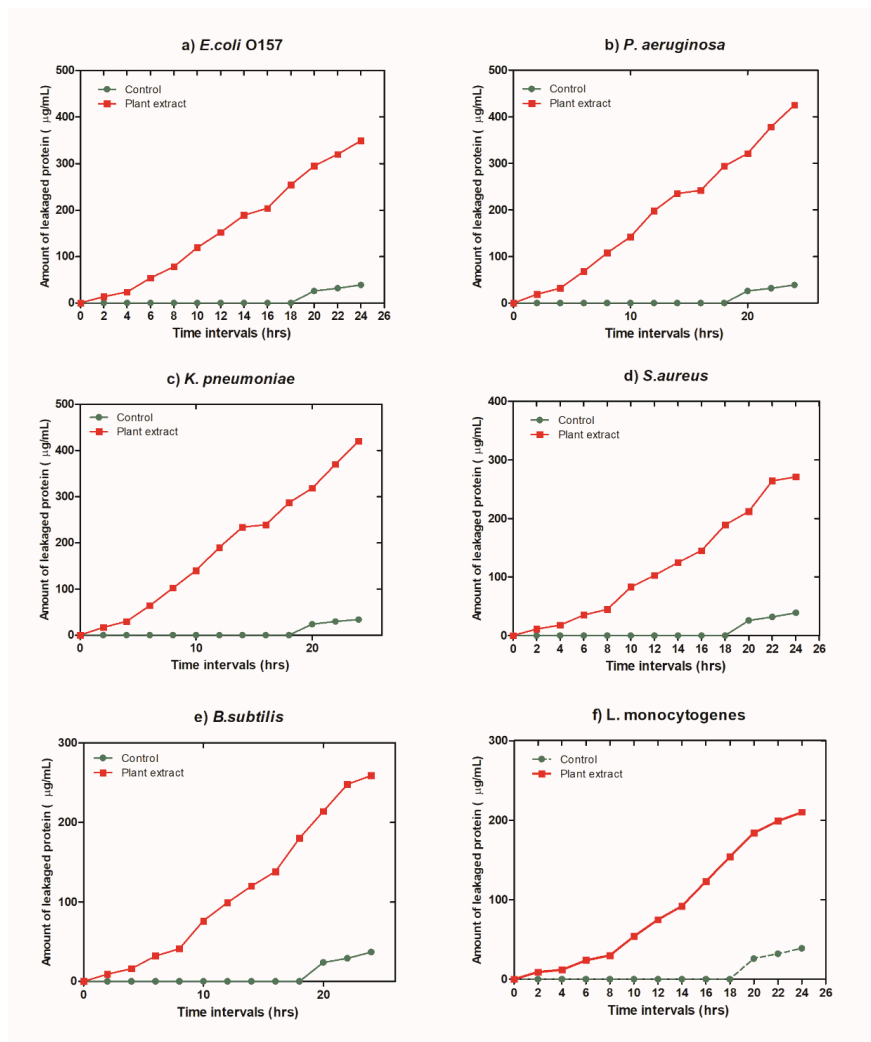 a) E.coli O157
500
400
300
200
100
0
Amount of leakaged protein ( μg/mL)
Control
Plant extract
0 2 4 6 8 10 12 14 16 18 20 22 24 26
Time intervals (hrs)
b) P. aeruginosa
500
400
300
200
100
0
Amount of leakaged protein ( μg/mL)
Control
Plant extract
0 10 20
Time intervals (hrs)
c) K. pneumoniae
500
400
300
200
100
0
Amount of leakaged protein ( μg/mL)
Control
Plant extract
0 10 20
Time intervals (hrs)
d) S.aureus
400
300
200
100
0
Amount of leakaged protein ( μg/mL)
Control
Plant extract
0 2 4 6 8 10 12 14 16 18 20 22 24 26
Time intervals (hrs)
e) B.subtilis
300
200
100
0
Amount of leakaged protein ( μg/mL)
Control
Plant extract
0 10 20
Time intervals (hrs)
f) L. monocytogenes
300
200
100
0
Amount of leakaged protein ( μg/mL)
Control
Plant extract
0 2 4 6 8 10 12 14 16 18 20 22 24 26
Time intervals (hrs)